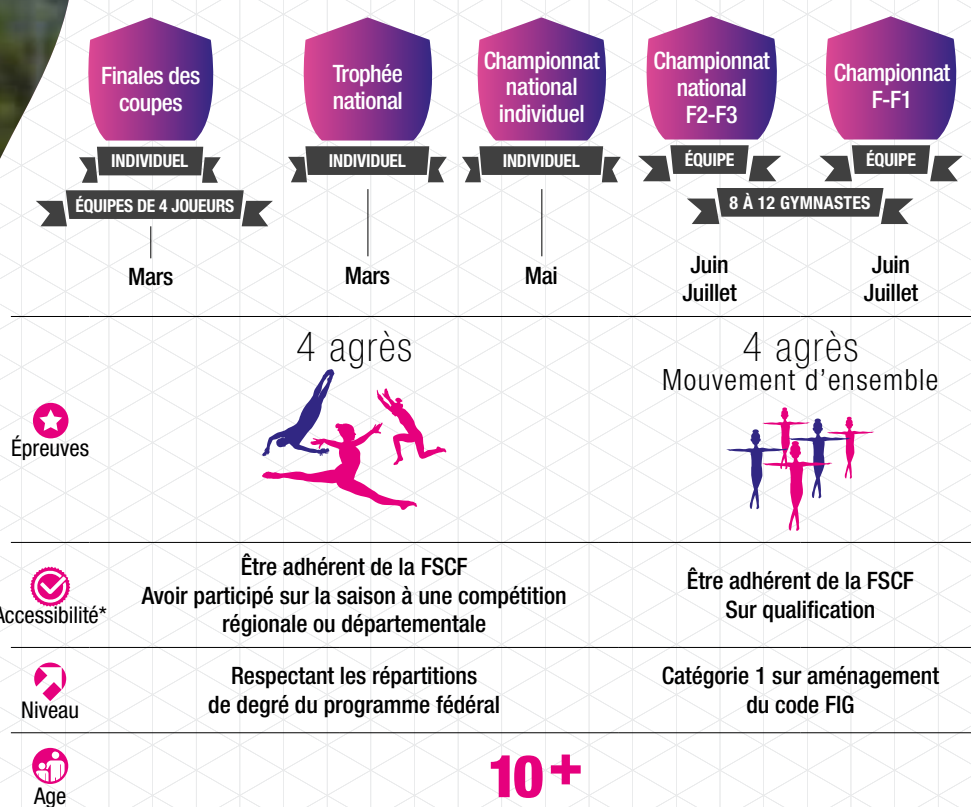 Finales des
coupes
INDIVIDUEL
ÉQUIPES DE 4 JOUEURS
Mars
Trophée
national
INDIVIDUEL
Mars
Championnat
national
individuel
INDIVIDUEL
Mai
Championnat
national
F2-F3
ÉQUIPE
Championnat
F-F1
ÉQUIPE
8 À 12 GYMNASTES
Juin
Juillet
Juin
Juillet
Épreuves
4 agrès
4 agrès
Mouvement d'ensemble
Accessibilité*
Être adhérent de la FSCF
Avoir participé sur la saison à une compétition
régionale ou départementale
Être adhérent de la FSCF
Sur qualification
Niveau
Respectant les répartitions
de degré du programme fédéral
Catégorie 1 sur aménagement
du code FIG
Age
10+